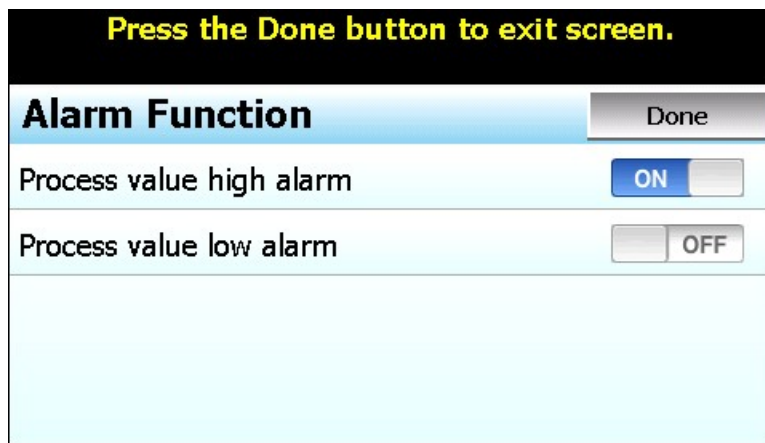 Press the Done button to exit screen.
Alarm Function
Done
Process value high alarm
ON
Process value low alarm
OFF